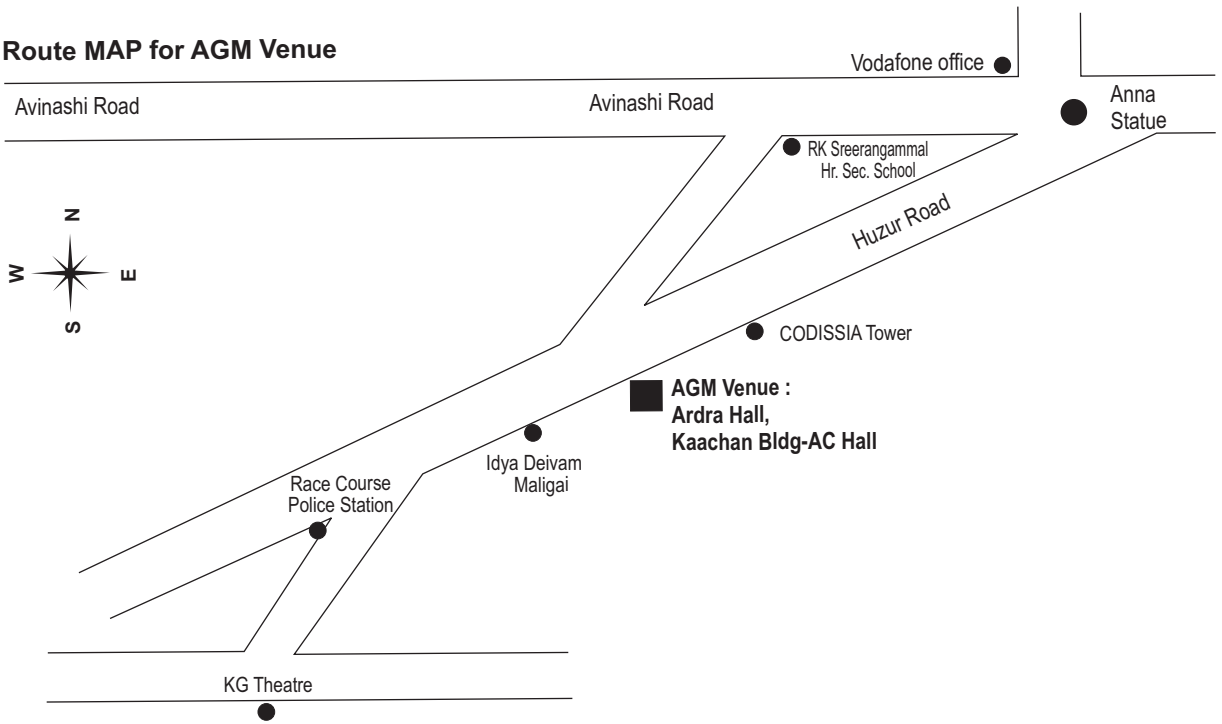 Route MAP for AGM Venue
Vodafone office
Avinashi Road
Avinashi Road
Anna
Statue
RK Sreerangammal
Hr. Sec. School
Huzur Road
N
W
E
S
CODISSIA Tower
AGM Venue :
Ardra Hall,
Kaachan Bldg-AC Hall
Idya Deivam
Maligai
Race Course
Police Station
KG Theatre